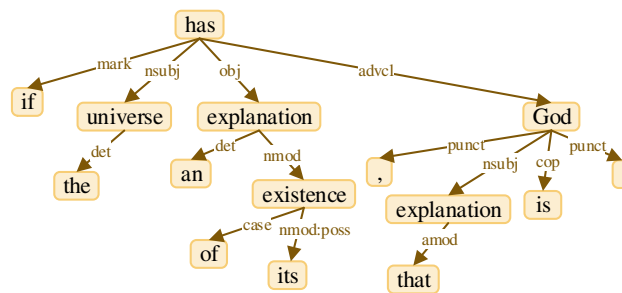 has
mark nsubj obj advcl
if universe explanation God
det det nmod punct nsubj cop punct
the an existence , explanation is
case nmod:poss amod
of its that